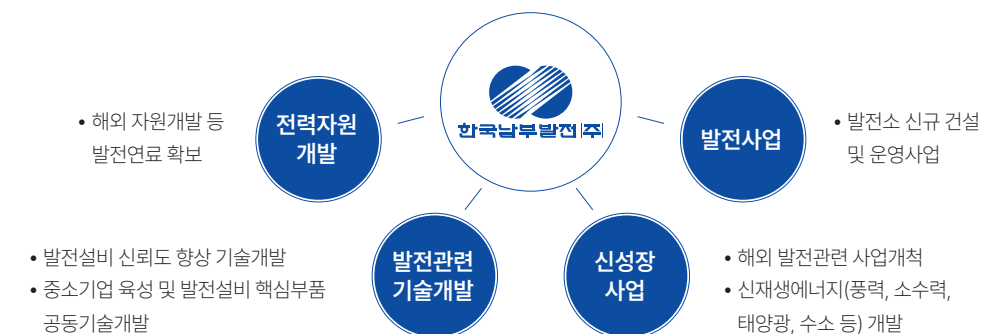 한국남부발전(주)
전력자원
개발
• 해외 자원개발 등
발전연료 확보
발전사업
• 발전소 신규 건설
및 운영사업
발전관련
기술개발
• 발전설비 신뢰도 향상 기술개발
• 중소기업 육성 및 발전설비 핵심부품
공동기술개발
신성장
사업
• 해외 발전관련 사업개척
• 신재생에너지(풍력, 소수력,
태양광, 수소 등) 개발